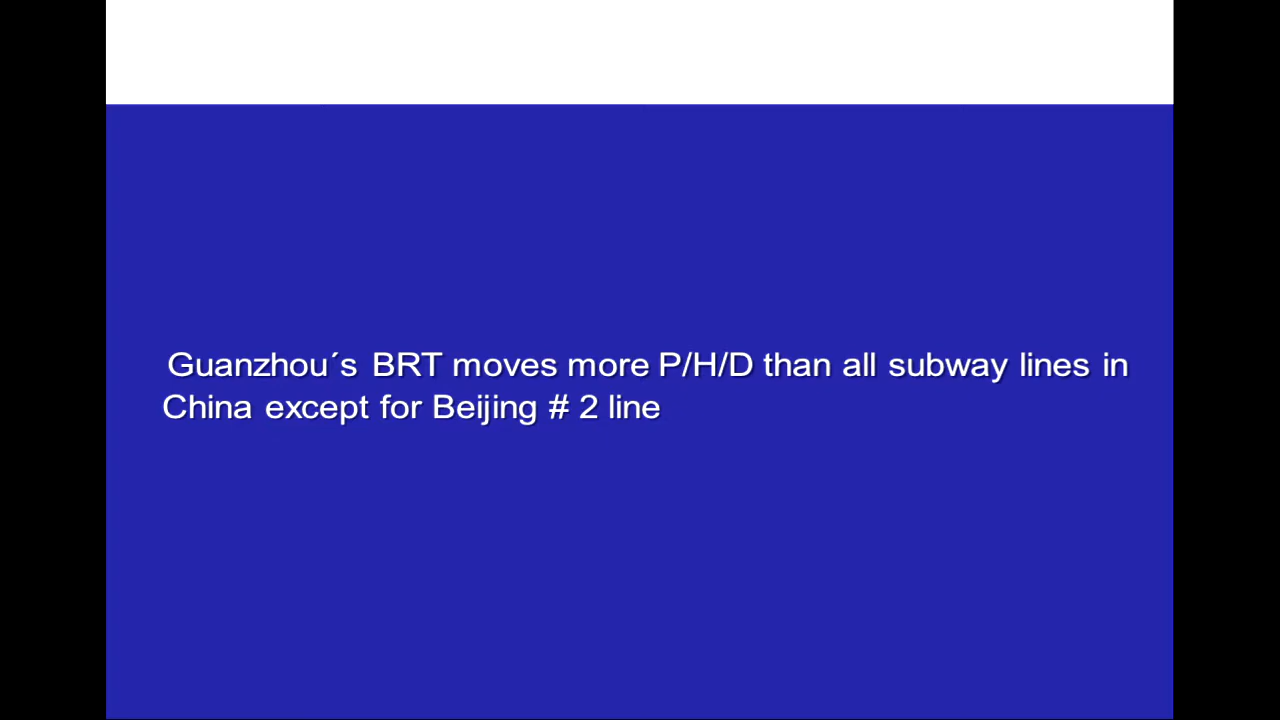 Guanzhou´s BRT moves more P/H/D than all subway lines in
China except for Beijing # 2 line